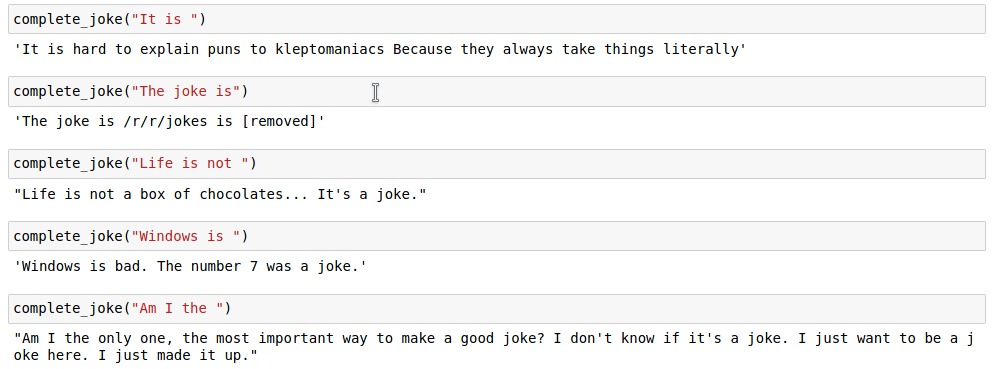 complete_joke("It is ")
'It is hard to explain puns to kleptomaniacs Because they always take things literally'
complete_joke("The joke is")
'The joke is /r/r/jokes is [removed]'
complete_joke("Life is not ")
"Life is not a box of chocolates... It's a joke."
complete_joke("Windows is ")
'Windows is bad. The number 7 was a joke.'
complete_joke("Am I the ")
"Am I the only one, the most important way to make a good joke? I don't know if it's a joke. I just want to be a j
oke here. I just made it up."